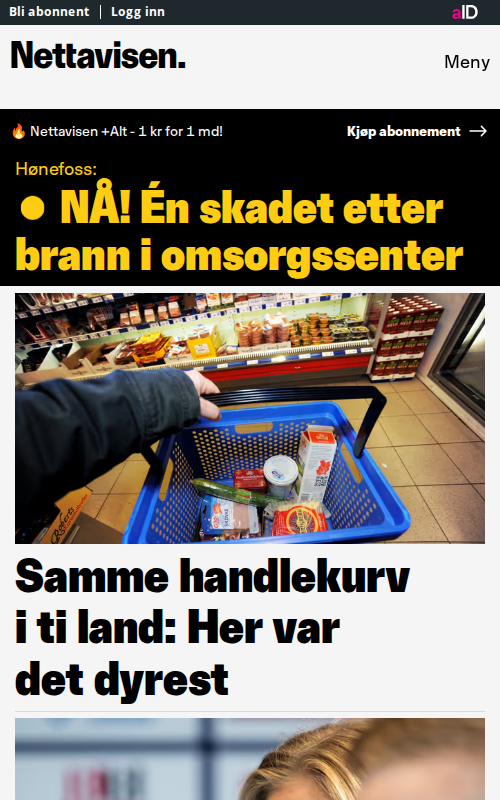 Bli abonnent
Logg inn
aID
Nettavisen.
Meny
🔥 Nettavisen +Alt - 1 kr for 1 md!
Kjøp abonnement →
Hønefoss:
● NÅ! Én skadet etter
brann i omsorgssenter
Samme handlekurv
i ti land: Her var
det dyrest